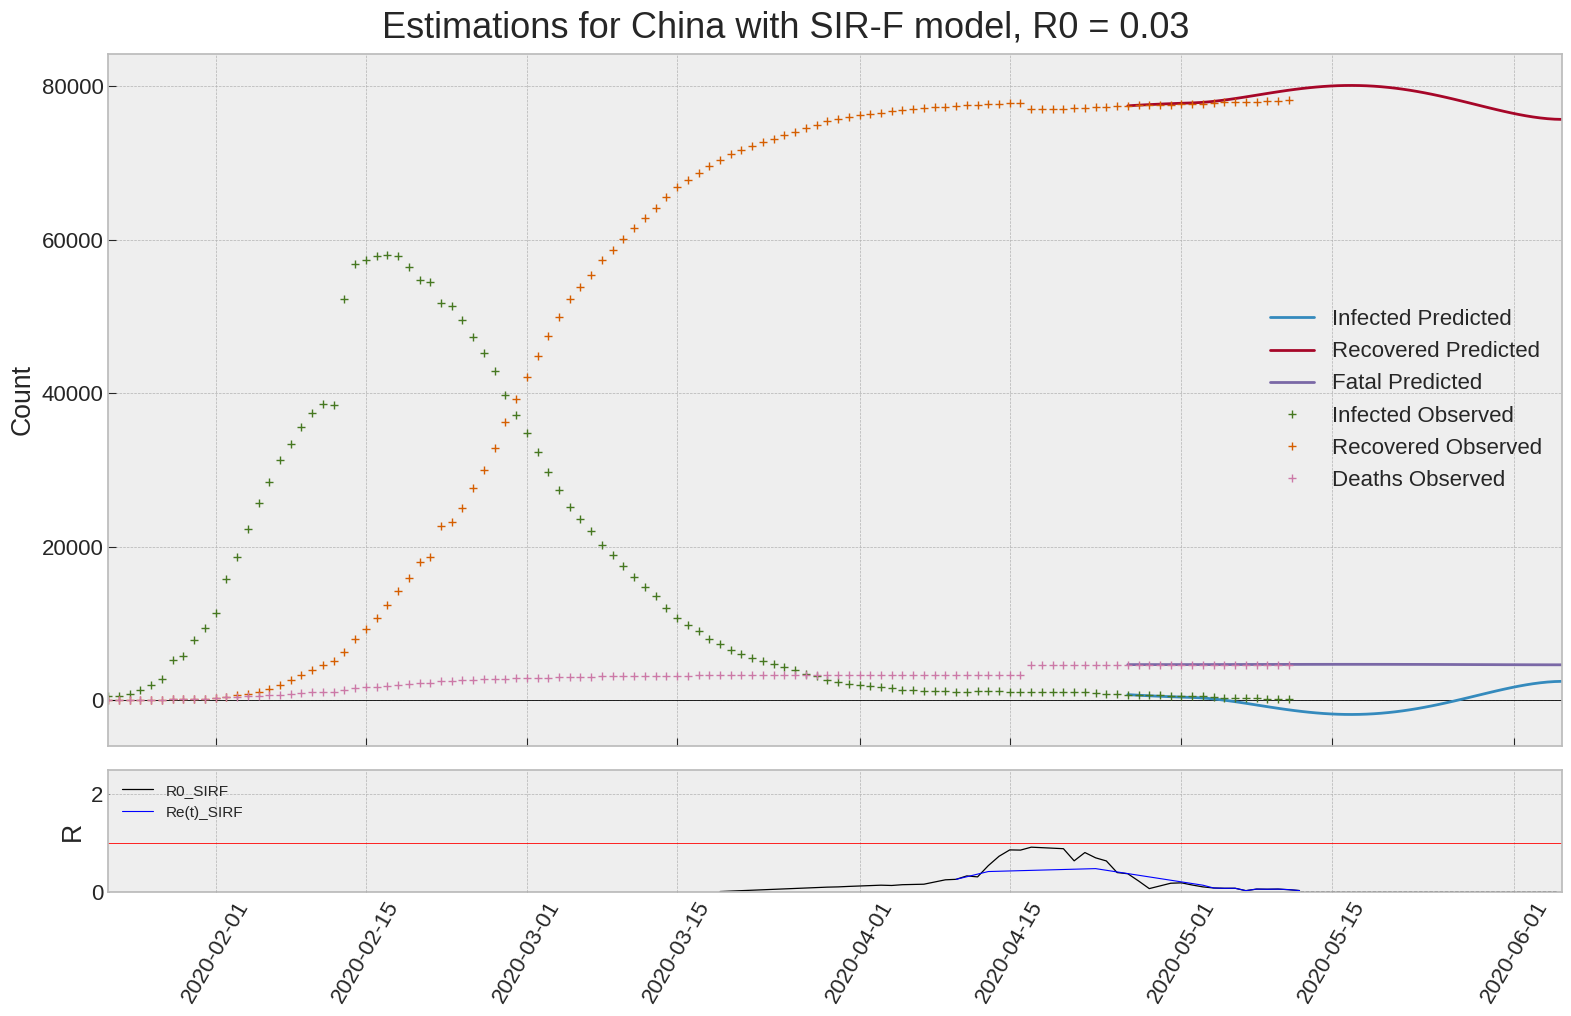 Estimations for China with SIR-F model, R0 = 0.03
Count
80000
60000
40000
20000
0
Infected Predicted
Recovered Predicted
Fatal Predicted
Infected Observed
Recovered Observed
Deaths Observed
R
2
0
R0_SIRF
Re(t)_SIRF
2020-02-01
2020-02-15
2020-03-01
2020-03-15
2020-04-01
2020-04-15
2020-05-01
2020-05-15
2020-06-01